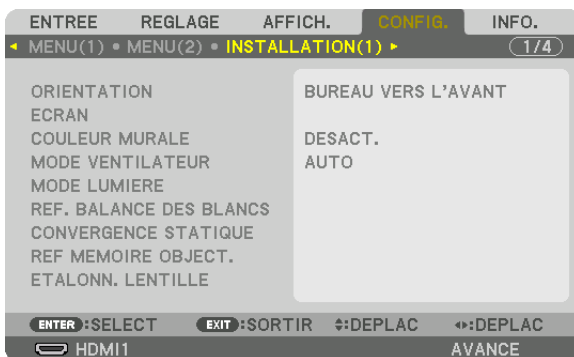 ENTREE REGLAGE AFFICH. CONFIG. INFO.
MENU(1) • MENU(2) • INSTALLATION(1) 1/4
ORIENTATION BUREAU VERS L'AVANT
ECRAN
COULEUR MURALE DESACT.
MODE VENTILATEUR AUTO
MODE LUMIERE
REF. BALANCE DES BLANCS
CONVERGENCE STATIQUE
REF MEMOIRE OBJECT.
ETALONN. LENTILLE
ENTER :SELECT EXIT :SORTIR :DEPLAC :DEPLAC
HDMI1 AVANCE